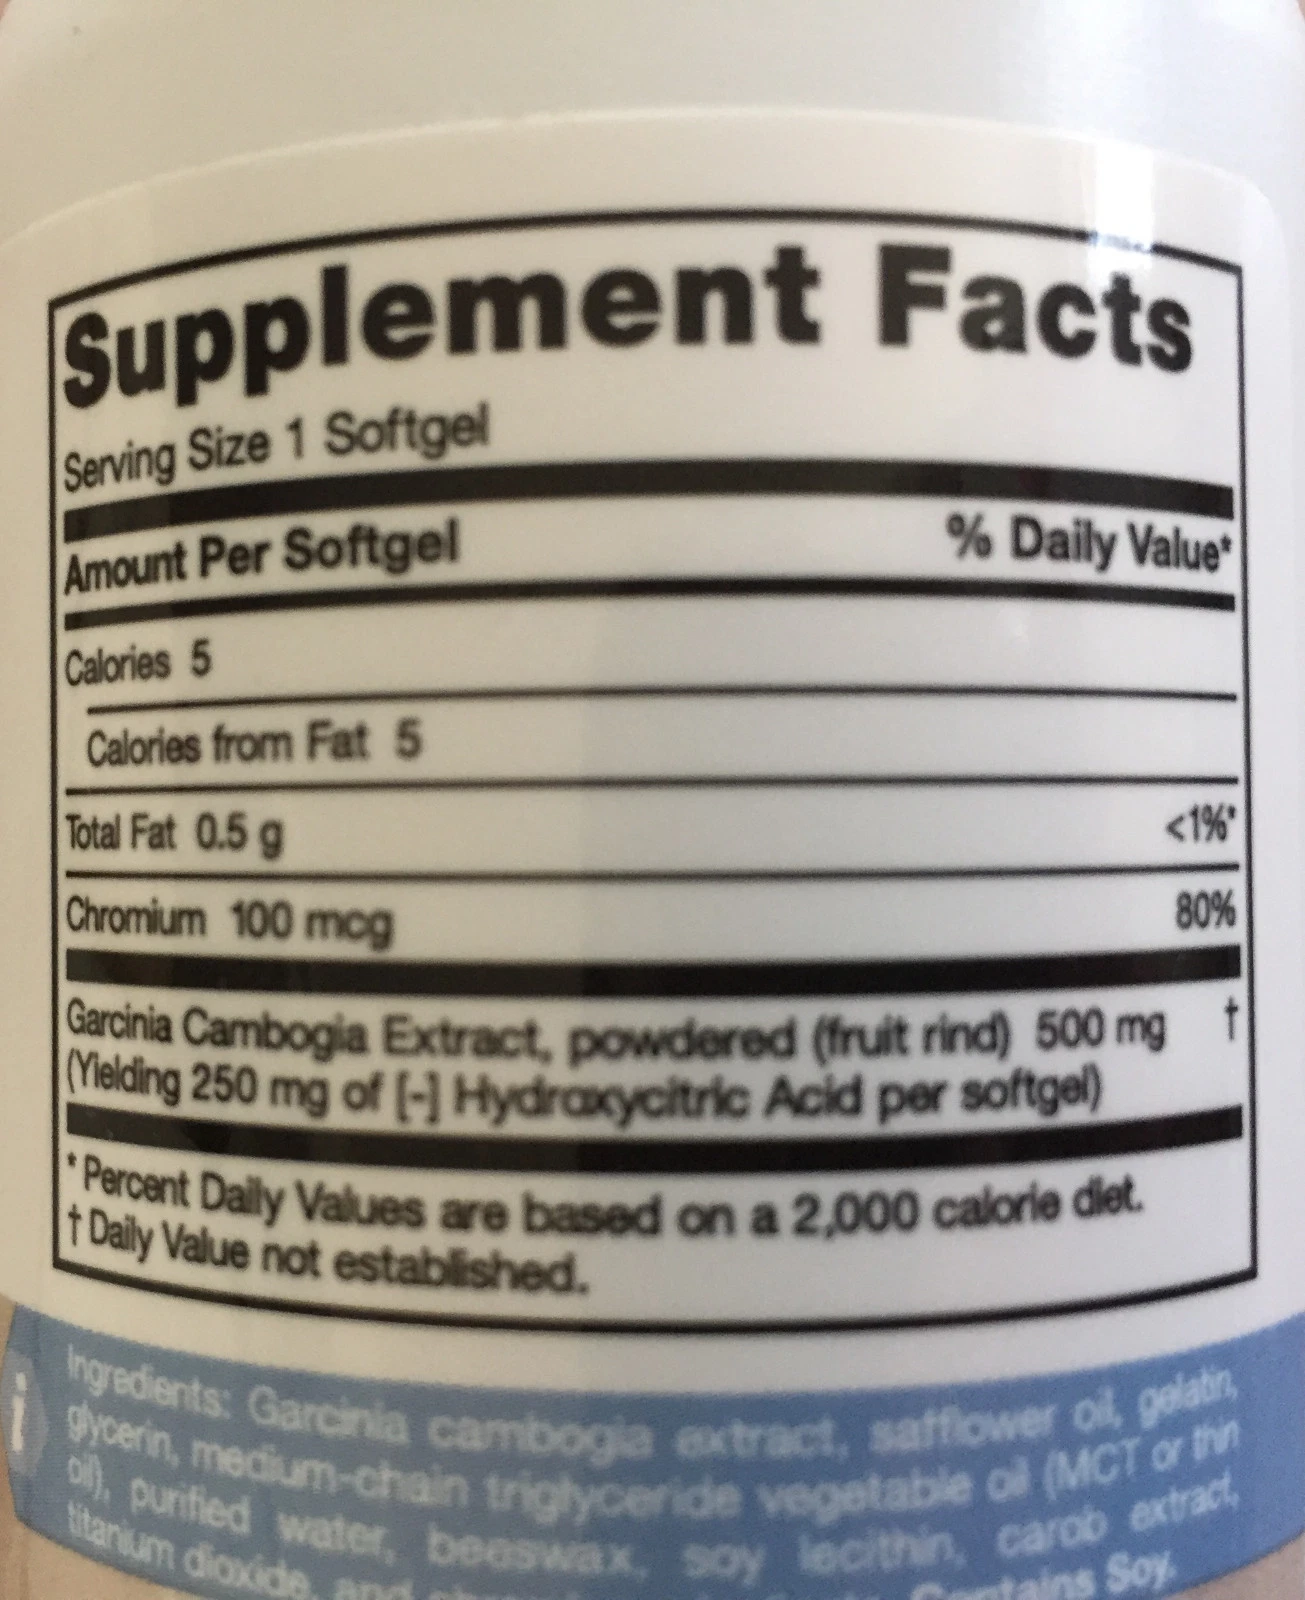 Supplement Facts
Serving Size 1 Softgel
Amount Per Softgel % Daily Value*
Calories 5
Calories from Fat 5
Total Fat 0.5 g <1%*
Chromium 100 mcg 80%
Garcinia Cambogia Extract, powdered (fruit rind) 500 mg †
(Yielding 250 mg of [-] Hydroxycitric Acid per softgel)
* Percent Daily Values are based on a 2,000 calorie diet.
† Daily Value not established.
i
Ingredients: Garcinia cambogia extract, safflower oil, gelatin,
glycerin, medium-chain triglyceride vegetable oil (MCT or thin
oil), purified water, beeswax, soy lecithin, carob extract,
titanium dioxide, and Contains Soy.